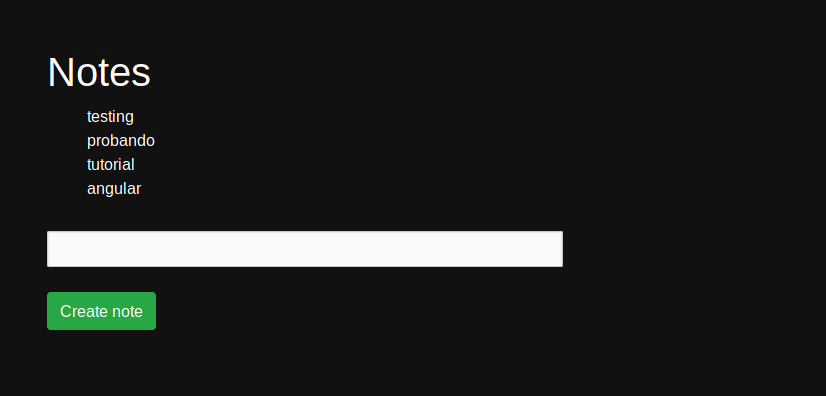 Notes
testing
probando
tutorial
angular
Create note